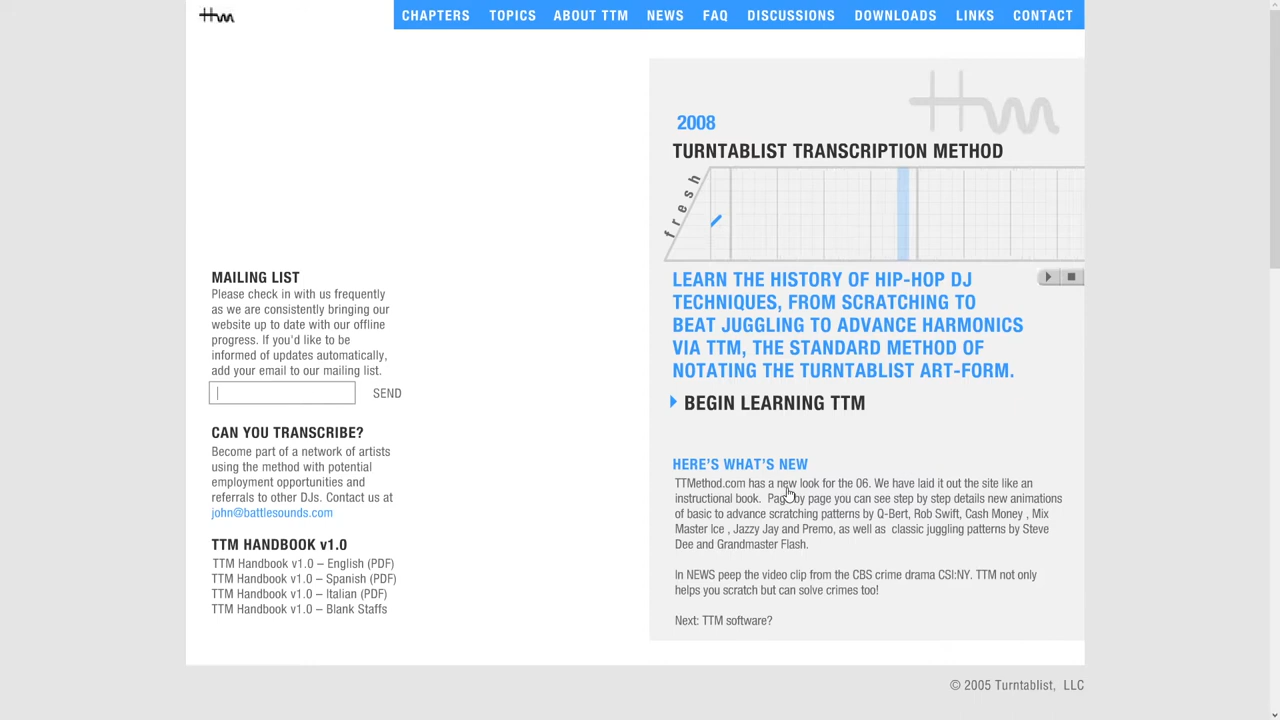 ttm
CHAPTERS TOPICS ABOUT TTM NEWS FAQ DISCUSSIONS DOWNLOADS LINKS CONTACT
MAILING LIST
Please check in with us frequently
as we are consistently bringing our
website up to date with our offline
progress. If you'd like to be
informed of updates automatically,
add your email to our mailing list.
SEND
CAN YOU TRANSCRIBE?
Become part of a network of artists
using the method with potential
employment opportunities and
referrals to other DJs. Contact us at
john@battlesounds.com
TTM HANDBOOK v1.0
TTM Handbook v1.0 – English (PDF)
TTM Handbook v1.0 – Spanish (PDF)
TTM Handbook v1.0 – Italian (PDF)
TTM Handbook v1.0 – Blank Staffs
ttm
2008
TURNTABLIST TRANSCRIPTION METHOD
fresh
LEARN THE HISTORY OF HIP-HOP DJ
TECHNIQUES, FROM SCRATCHING TO
BEAT JUGGLING TO ADVANCE HARMONICS
VIA TTM, THE STANDARD METHOD OF
NOTATING THE TURNTABLIST ART-FORM.
BEGIN LEARNING TTM
HERE'S WHAT'S NEW
TTMethod.com has a new look for the 06. We have laid it out the site like an
instructional book. Page by page you can see step by step details new animations
of basic to advance scratching patterns by Q-Bert, Rob Swift, Cash Money , Mix
Master Ice , Jazzy Jay and Premo, as well as classic juggling patterns by Steve
Dee and Grandmaster Flash.
In NEWS peep the video clip from the CBS crime drama CSI:NY. TTM not only
helps you scratch but can solve crimes too!
Next: TTM software?
© 2005 Turntablist, LLC